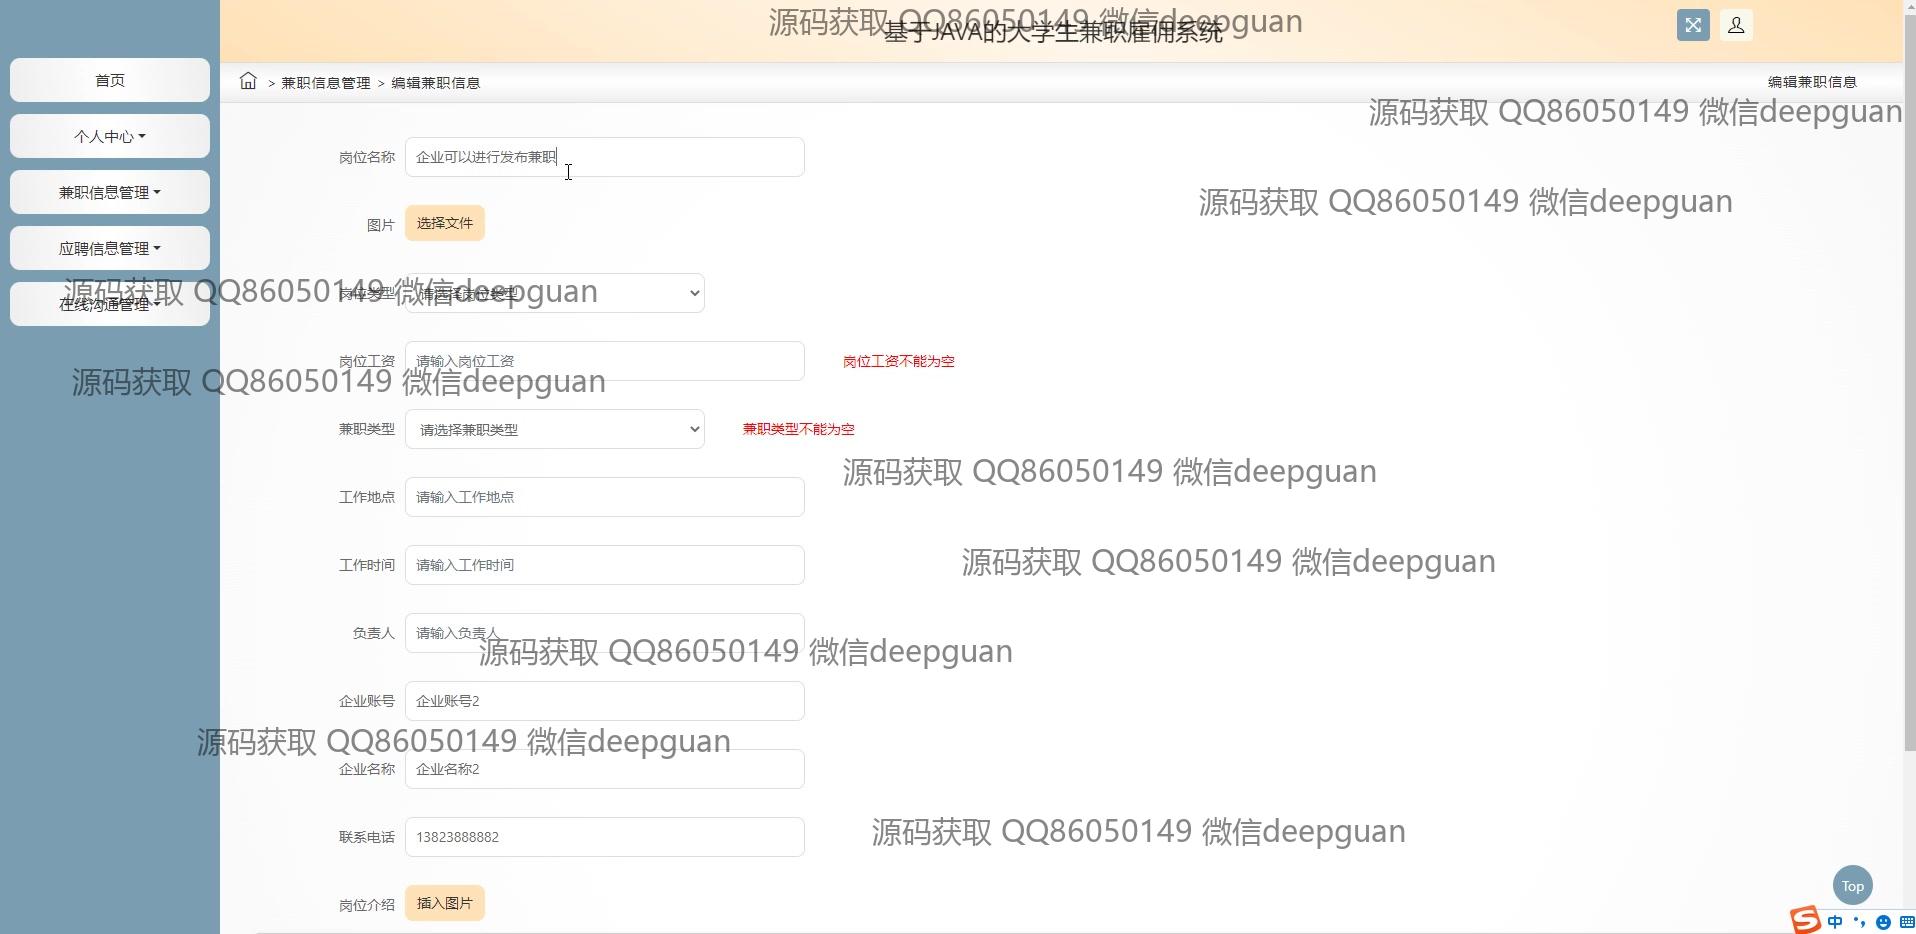 源码获取 QQ86050149 微信deepguan
基于JAVA的大学生兼职雇佣系统
首页
个人中心
兼职信息管理
应聘信息管理
在线沟通管理
> 兼职信息管理 > 编辑兼职信息
编辑兼职信息
源码获取 QQ86050149 微信deepguan
岗位名称 企业可以进行发布兼职
源码获取 QQ86050149 微信deepguan
图片 选择文件
源码获取 QQ86050149 微信deepguan
岗位类型 请选择岗位类型
岗位工资 请输入岗位工资 岗位工资不能为空
源码获取 QQ86050149 微信deepguan
兼职类型 请选择兼职类型 兼职类型不能为空
源码获取 QQ86050149 微信deepguan
工作地点 请输入工作地点
工作时间 请输入工作时间
源码获取 QQ86050149 微信deepguan
负责人 请输入负责人
源码获取 QQ86050149 微信deepguan
企业账号 企业账号2
源码获取 QQ86050149 微信deepguan
企业名称 企业名称2
联系电话 13823888882
源码获取 QQ86050149 微信deepguan
岗位介绍 插入图片
Top
S 中